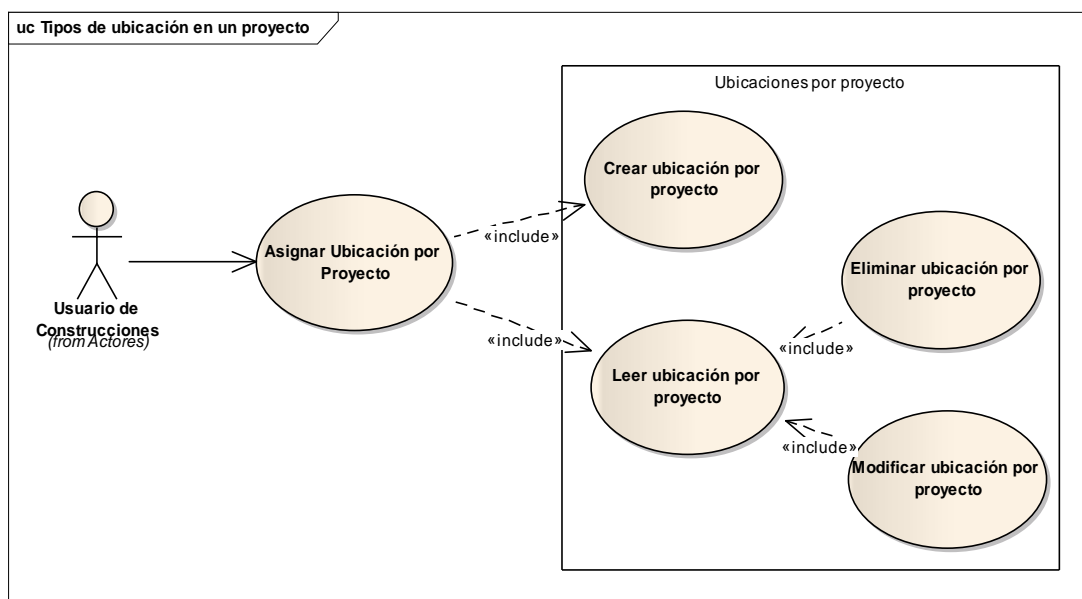 uc Tipos de ubicación en un proyecto
Ubicaciones por proyecto
Crear ubicación por
proyecto
«include»
Asignar Ubicación por
Proyecto
Eliminar ubicación por
proyecto
Usuario de
Construcciones
(from Actores)
«include»
«include»
Leer ubicación por
proyecto
«include»
Modificar ubicación por
proyecto